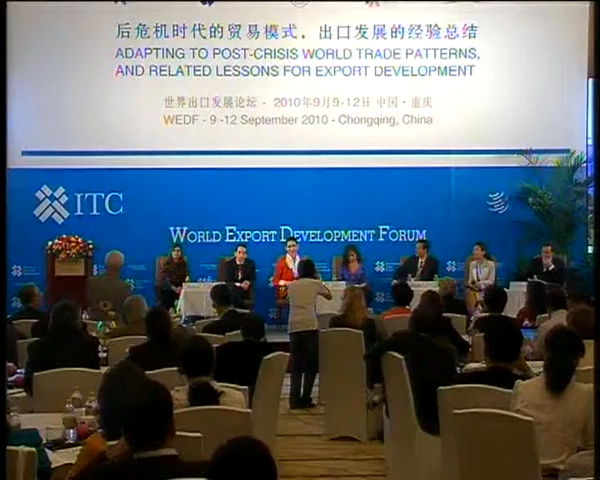 后危机时代的贸易模式，出口发展的经验总结
ADAPTING TO POST-CRISIS WORLD TRADE PATTERNS,
AND RELATED LESSONS FOR EXPORT DEVELOPMENT
世界出口发展论坛 - 2010年9月9-12日 中国·重庆
WEDF - 9 -12 September 2010 - Chongqing, China
ITC
WORLD EXPORT DEVELOPMENT FORUM